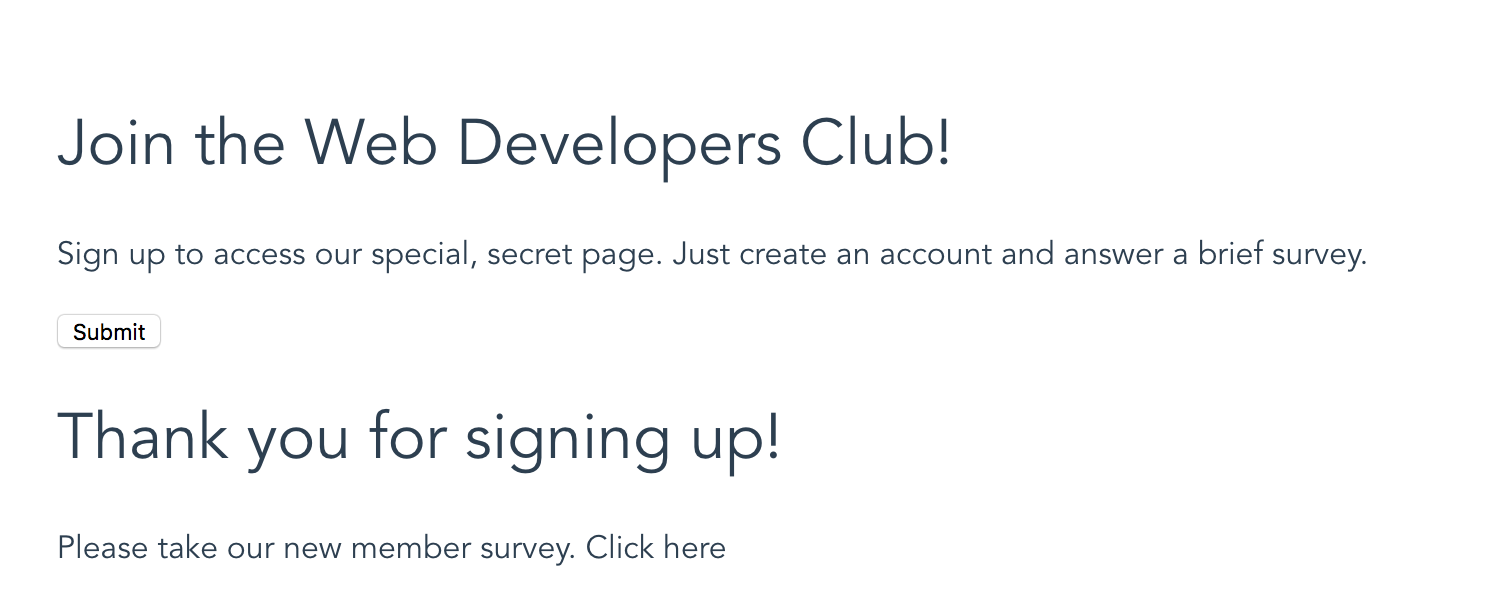 Join the Web Developers Club!
Sign up to access our special, secret page. Just create an account and answer a brief survey.
Submit
Thank you for signing up!
Please take our new member survey. Click here